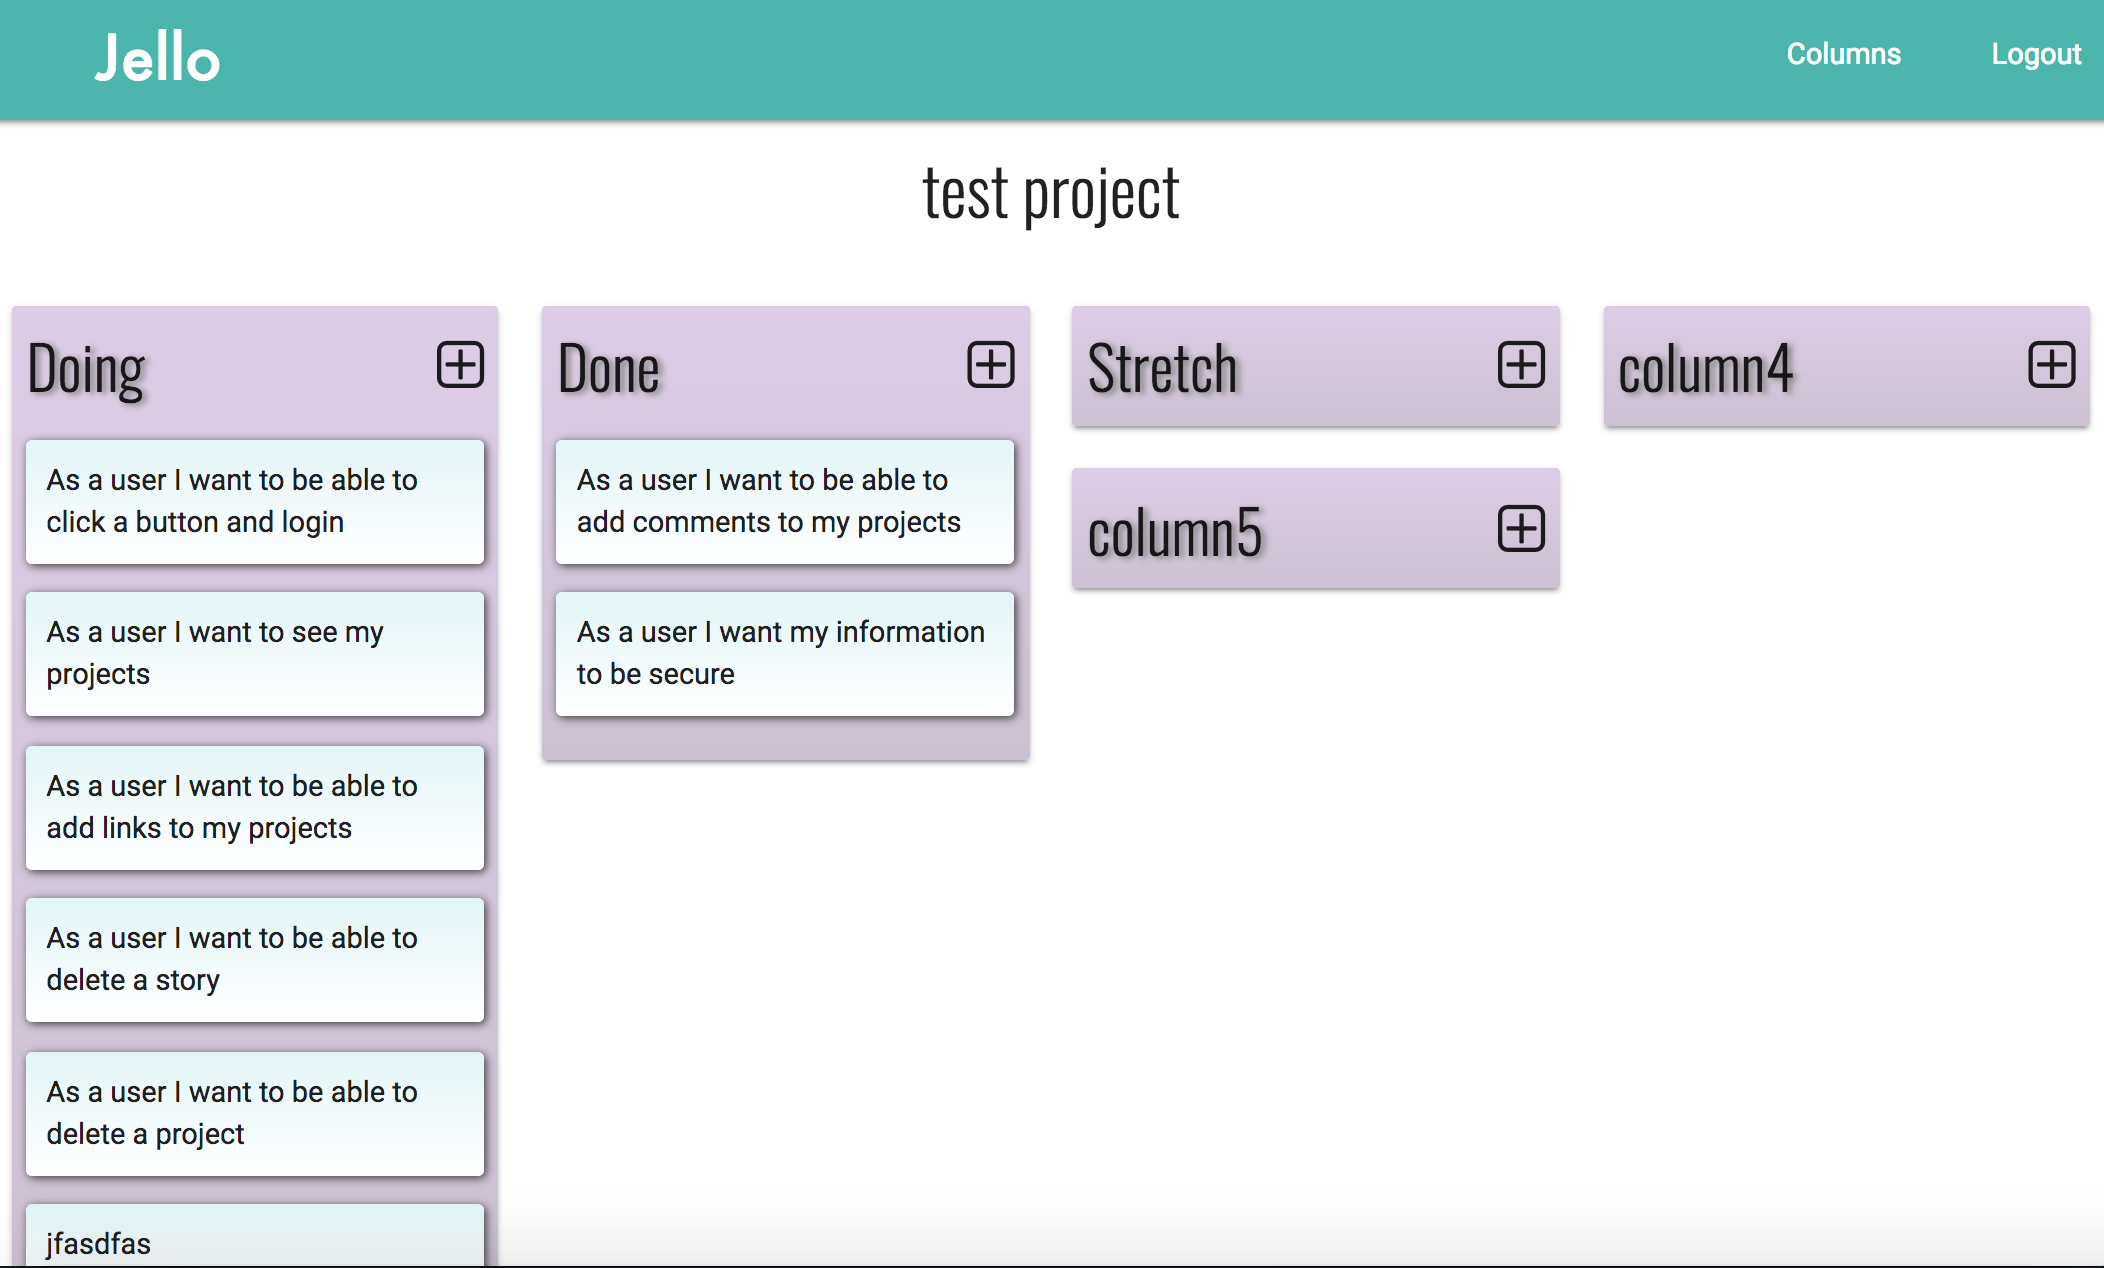 Jello
Columns
Logout
test project
Doing
As a user I want to be able to
click a button and login
As a user I want to see my
projects
As a user I want to be able to
add links to my projects
As a user I want to be able to
delete a story
As a user I want to be able to
delete a project
jfasdfas
Done
As a user I want to be able to
add comments to my projects
As a user I want my information
to be secure
Stretch
column5
column4